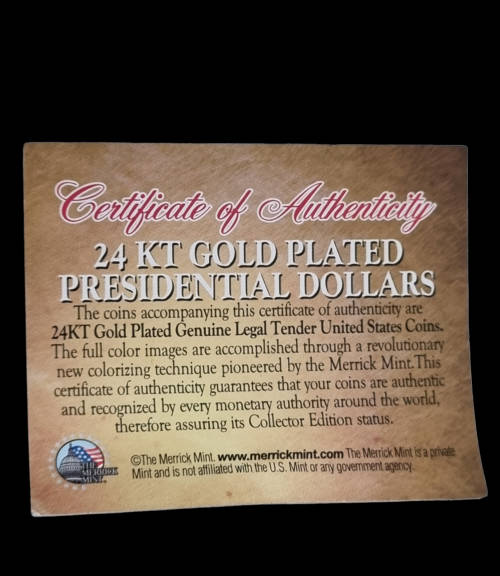 Certificate of Authenticity
24 KT GOLD PLATED
PRESIDENTIAL DOLLARS
The coins accompanying this certificate of authenticity are
24KT Gold Plated Genuine Legal Tender United States Coins.
The full color images are accomplished through a revolutionary
new colorizing technique pioneered by the Merrick Mint.This
certificate of authenticity guarantees that your coins are authentic
and recognized by every monetary authority around the world,
therefore assuring its Collector Edition status.
THE
MERRICK
MINT
©The Merrick Mint. www.merrickmint.com The Merrick Mint is a private
Mint and is not affiliated with the U.S. Mint or any government agency.